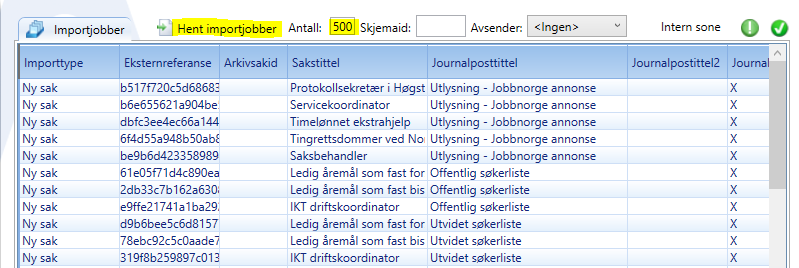 Importjobber Hent importjobber Antall: 500 Skjemaid: Avsender: <Ingen> Intern sone
Importtype Eksternreferanse Arkivsakid Sakstittel Journalposttittel Journalpostittel2 Journal
Ny sak b517f720c5d68683 Protokollsekretær i Høgst Utlysning - Jobbnorge annonse X
Ny sak b6e655621a904be Servicekoordinator Utlysning - Jobbnorge annonse X
Ny sak dbfc3ee4ec66a144 Timelønnet ekstrahjelp Utlysning - Jobbnorge annonse X
Ny sak 6f4d55a948b50ab8 Tingrettsdommer ved No Utlysning - Jobbnorge annonse X
Ny sak be9b6d423358989 Saksbehandler Utlysning - Jobbnorge annonse X
Ny sak 61e05f71d4c890ea Ledig åremål som fast for Offentlig søkerliste X
Ny sak 2db33c7b162a6308 Ledig åremål som fast bis Offentlig søkerliste X
Ny sak e9ffe21741a1ba29 IKT driftskoordinator Offentlig søkerliste X
Ny sak d9b6bee5c6d8157 Ledig åremål som fast for Utvidet søkerliste X
Ny sak 78ebc92c5c0aade7 Ledig åremål som fast bis Utvidet søkerliste X
Ny sak 319f8b259897c013 IKT driftskoordinator Utvidet søkerliste X